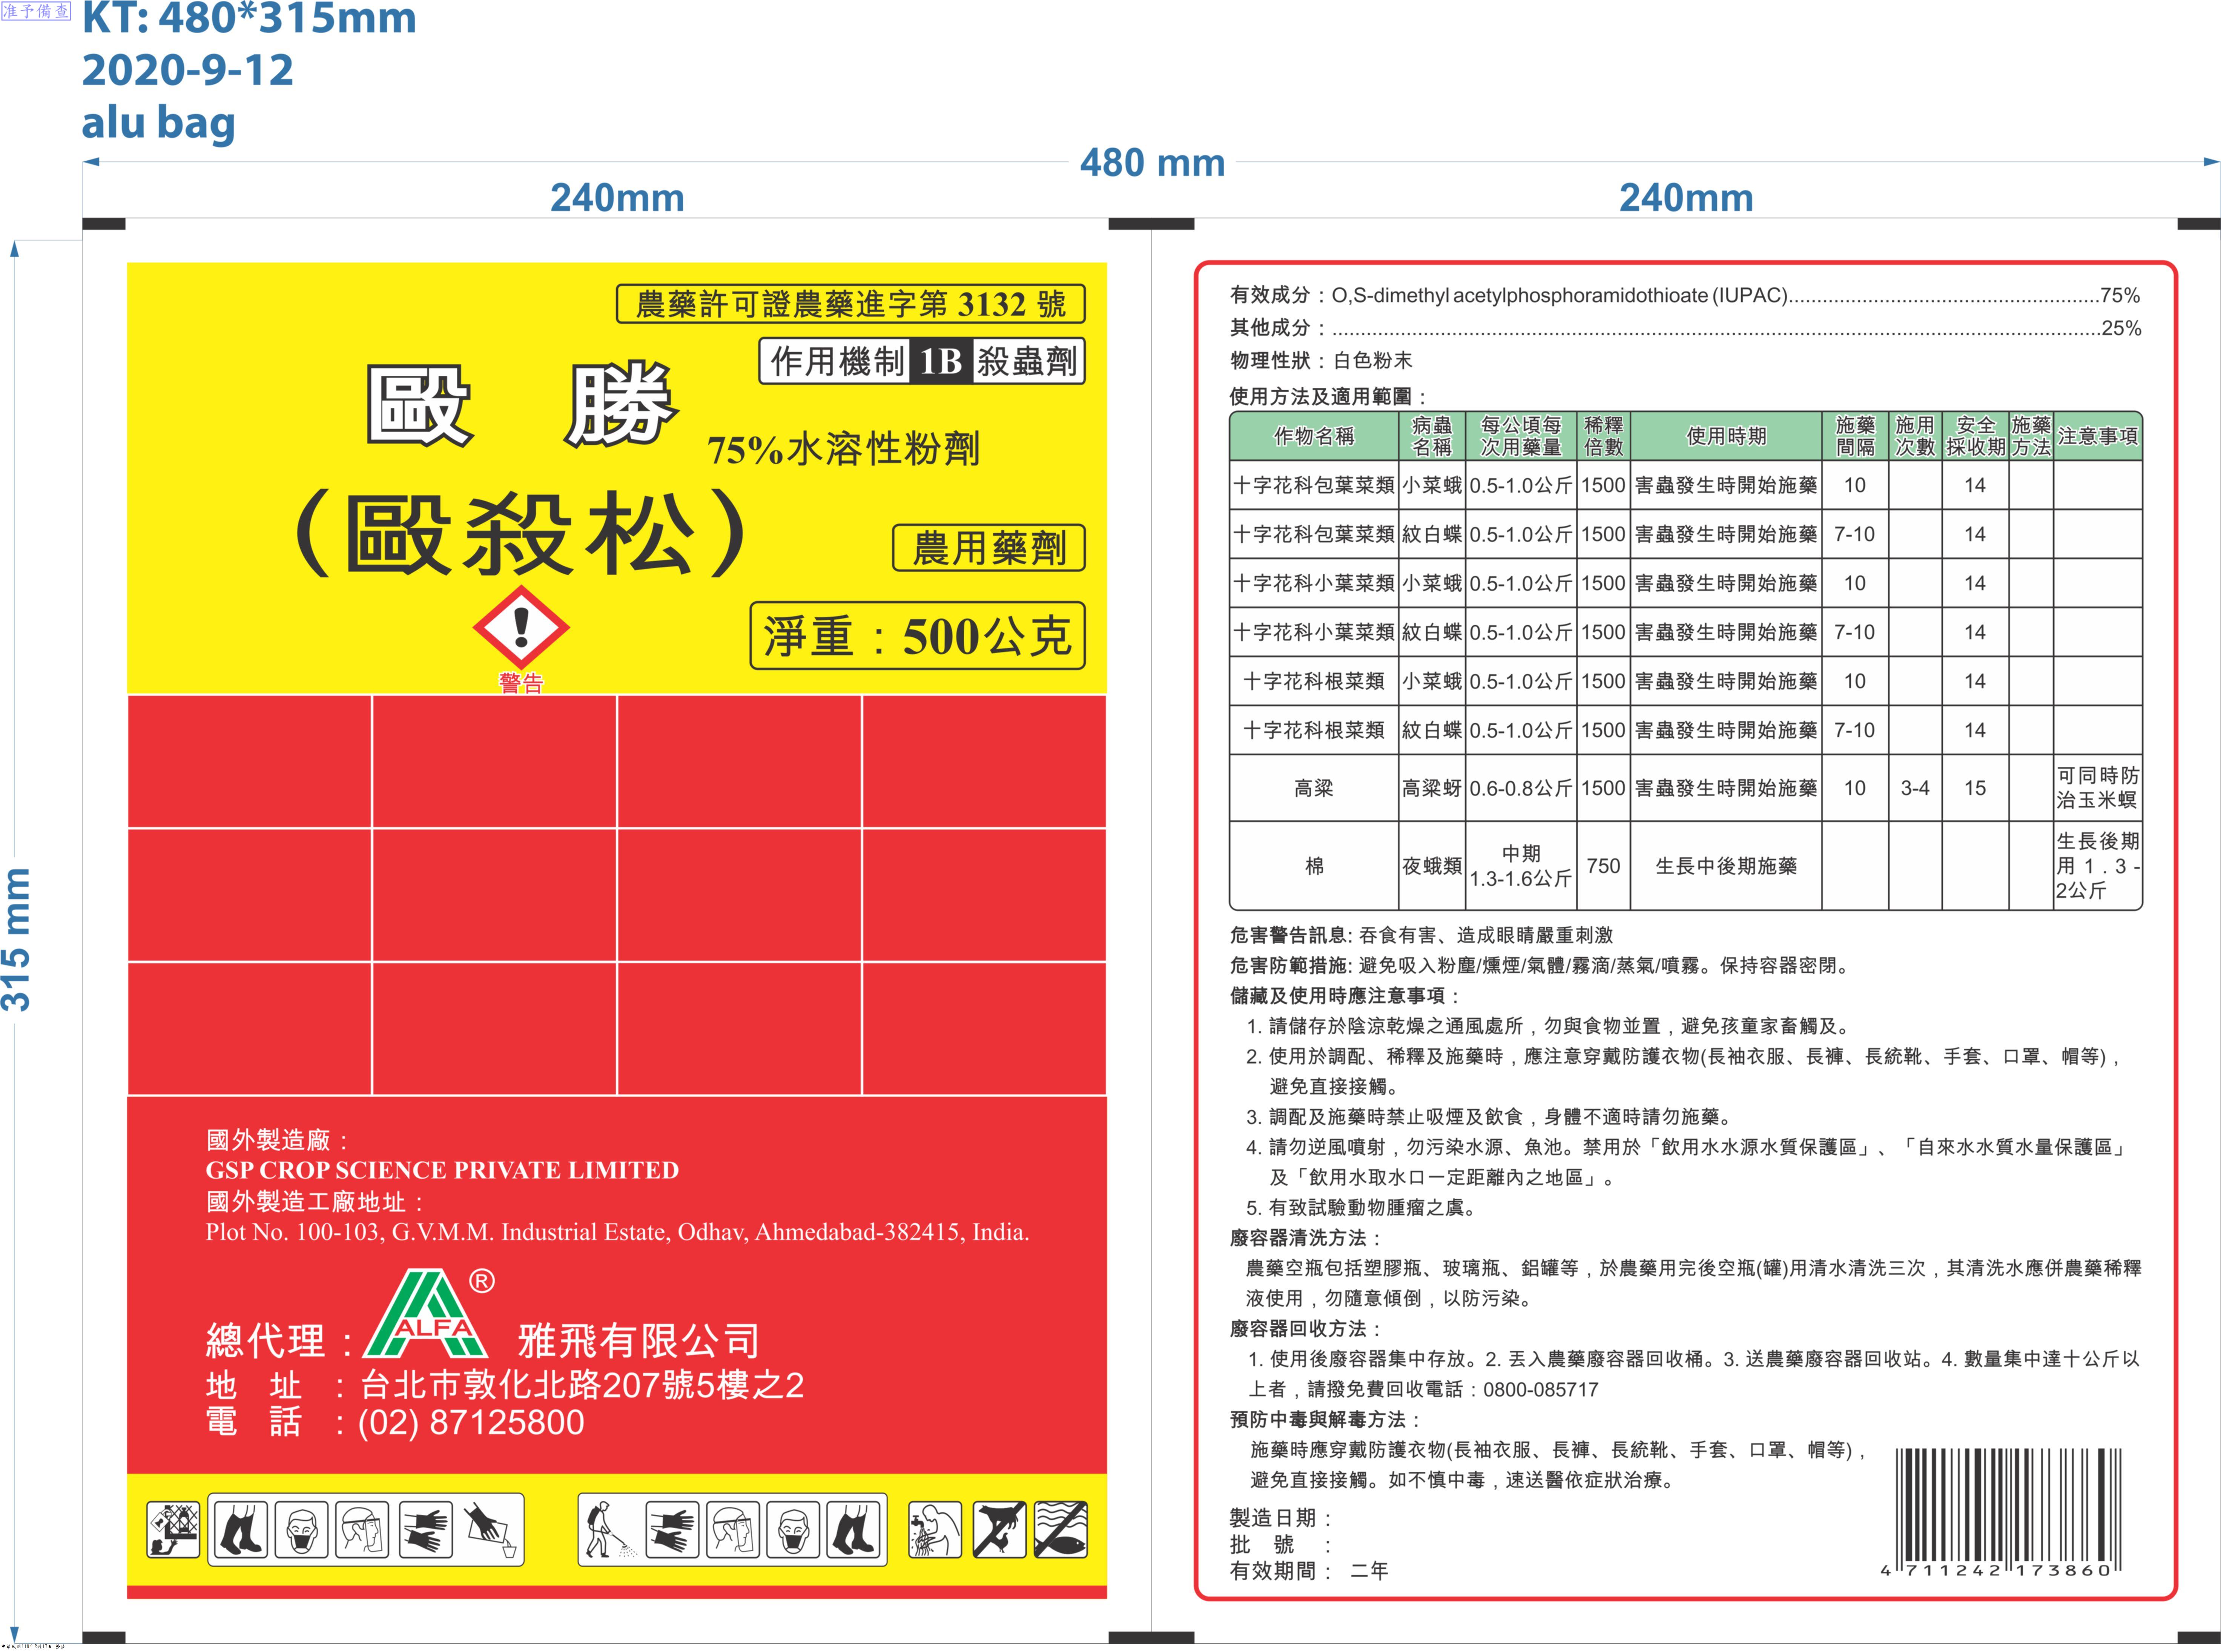 准予備查
KT: 480*315mm
2020-9-12
alu bag
480 mm
240mm
240mm
315 mm
農藥許可證農藥進字第 3132 號
作用機制 1B 殺蟲劑
毆 勝
75%水溶性粉劑
(毆殺松)
農用藥劑
淨重：500公克
警告
國外製造廠：
GSP CROP SCIENCE PRIVATE LIMITED
國外製造工廠地址：
Plot No. 100-103, G.V.M.M. Industrial Estate, Odhav, Ahmedabad-382415, India.
ALFA ®
總代理： 雅飛有限公司
地 址 ：台北市敦化北路207號5樓之2
電 話 ：(02) 87125800
有效成分：O,S-dimethyl acetylphosphoramidothioate (IUPAC)......................................................75%
其他成分：.......................................................................................................................................25%
物理性狀：白色粉末
使用方法及適用範圍：
作物名稱 病蟲名稱 每公頃每次用藥量 稀釋倍數 使用時期 施藥間隔 施用次數 安全採收期 施藥方法 注意事項
十字花科包葉菜類 小菜蛾 0.5-1.0公斤 1500 害蟲發生時開始施藥 10 14
十字花科包葉菜類 紋白蝶 0.5-1.0公斤 1500 害蟲發生時開始施藥 7-10 14
十字花科小葉菜類 小菜蛾 0.5-1.0公斤 1500 害蟲發生時開始施藥 10 14
十字花科小葉菜類 紋白蝶 0.5-1.0公斤 1500 害蟲發生時開始施藥 7-10 14
十字花科根菜類 小菜蛾 0.5-1.0公斤 1500 害蟲發生時開始施藥 10 14
十字花科根菜類 紋白蝶 0.5-1.0公斤 1500 害蟲發生時開始施藥 7-10 14
高粱 高粱蚜 0.6-0.8公斤 1500 害蟲發生時開始施藥 10 3-4 15 可同時防治玉米螟
棉 夜蛾類 中期1.3-1.6公斤 750 生長中後期施藥 生長後期用1.3-2公斤
危害警告訊息: 吞食有害、造成眼睛嚴重刺激
危害防範措施: 避免吸入粉塵/燻煙/氣體/霧滴/蒸氣/噴霧。保持容器密閉。
儲藏及使用時應注意事項：
1. 請儲存於陰涼乾燥之通風處所，勿與食物並置，避免孩童家畜觸及。
2. 使用於調配、稀釋及施藥時，應注意穿戴防護衣物(長袖衣服、長褲、長統靴、手套、口罩、帽等)，
避免直接接觸。
3. 調配及施藥時禁止吸煙及飲食，身體不適時請勿施藥。
4. 請勿逆風噴射，勿污染水源、魚池。禁用於「飲用水水源水質保護區」、「自來水水質水量保護區」
及「飲用水取水口一定距離內之地區」。
5. 有致試驗動物腫瘤之虞。
廢容器清洗方法：
農藥空瓶包括塑膠瓶、玻璃瓶、鋁罐等，於農藥用完後空瓶(罐)用清水清洗三次，其清洗水應併農藥稀釋
液使用，勿隨意傾倒，以防污染。
廢容器回收方法：
1. 使用後廢容器集中存放。2. 丟入農藥廢容器回收桶。3. 送農藥廢容器回收站。4. 數量集中達十公斤以
上者，請撥免費回收電話：0800-085717
預防中毒與解毒方法：
施藥時應穿戴防護衣物(長袖衣服、長褲、長統靴、手套、口罩、帽等)，
避免直接接觸。如不慎中毒，速送醫依症狀治療。
製造日期：
批 號 ：
有效期間： 二年
4 711242 173860